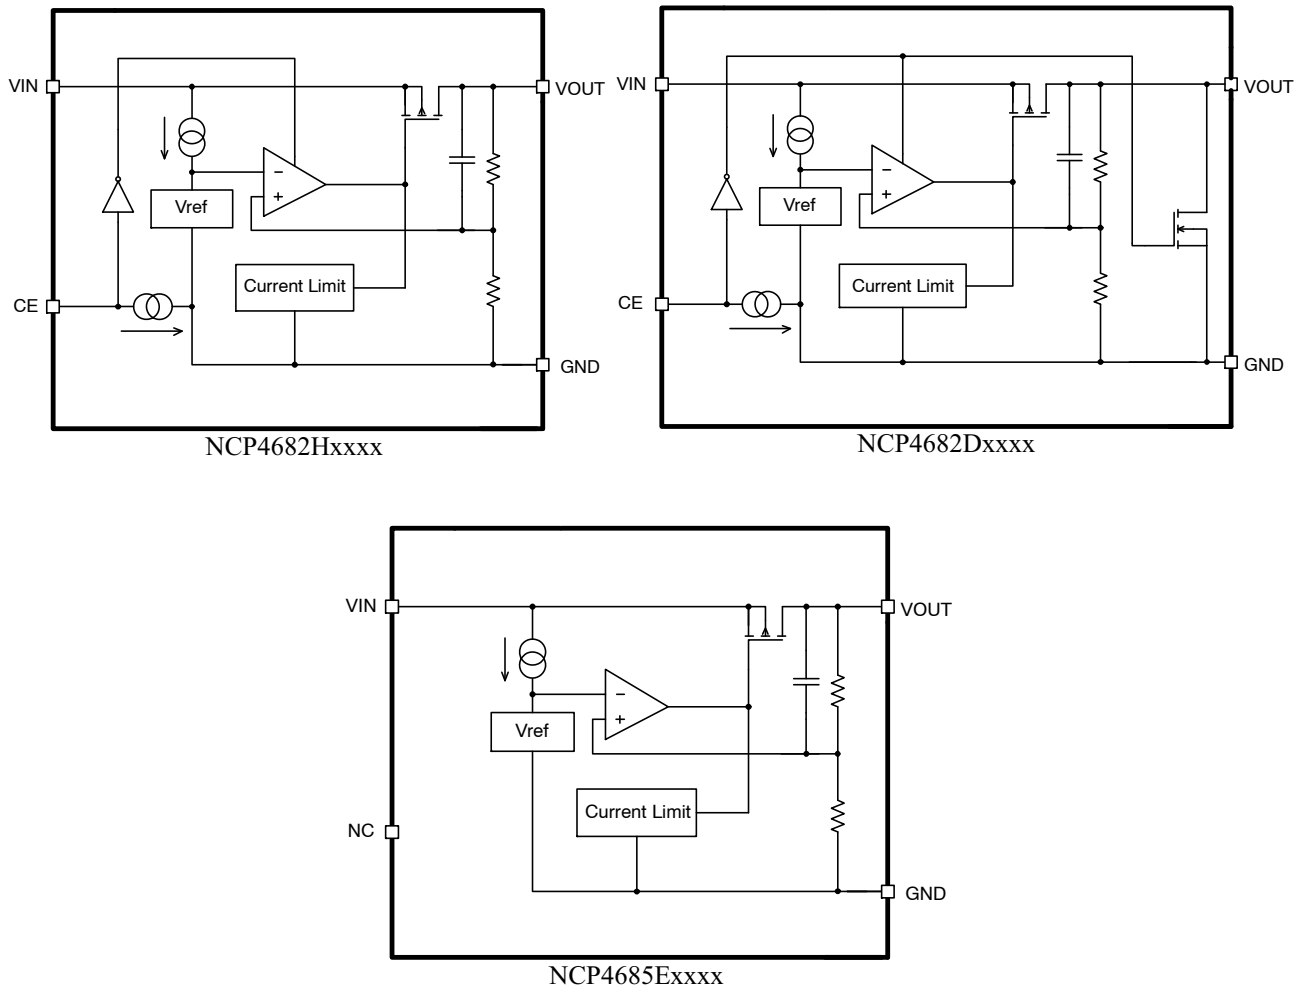 VIN
VOUT
−
+
Vref
Current Limit
CE
GND
NCP4682Hxxxx
VIN
VOUT
−
+
Vref
Current Limit
CE
GND
NCP4682Dxxxx
VIN
VOUT
−
+
Vref
Current Limit
NC
GND
NCP4685Exxxx